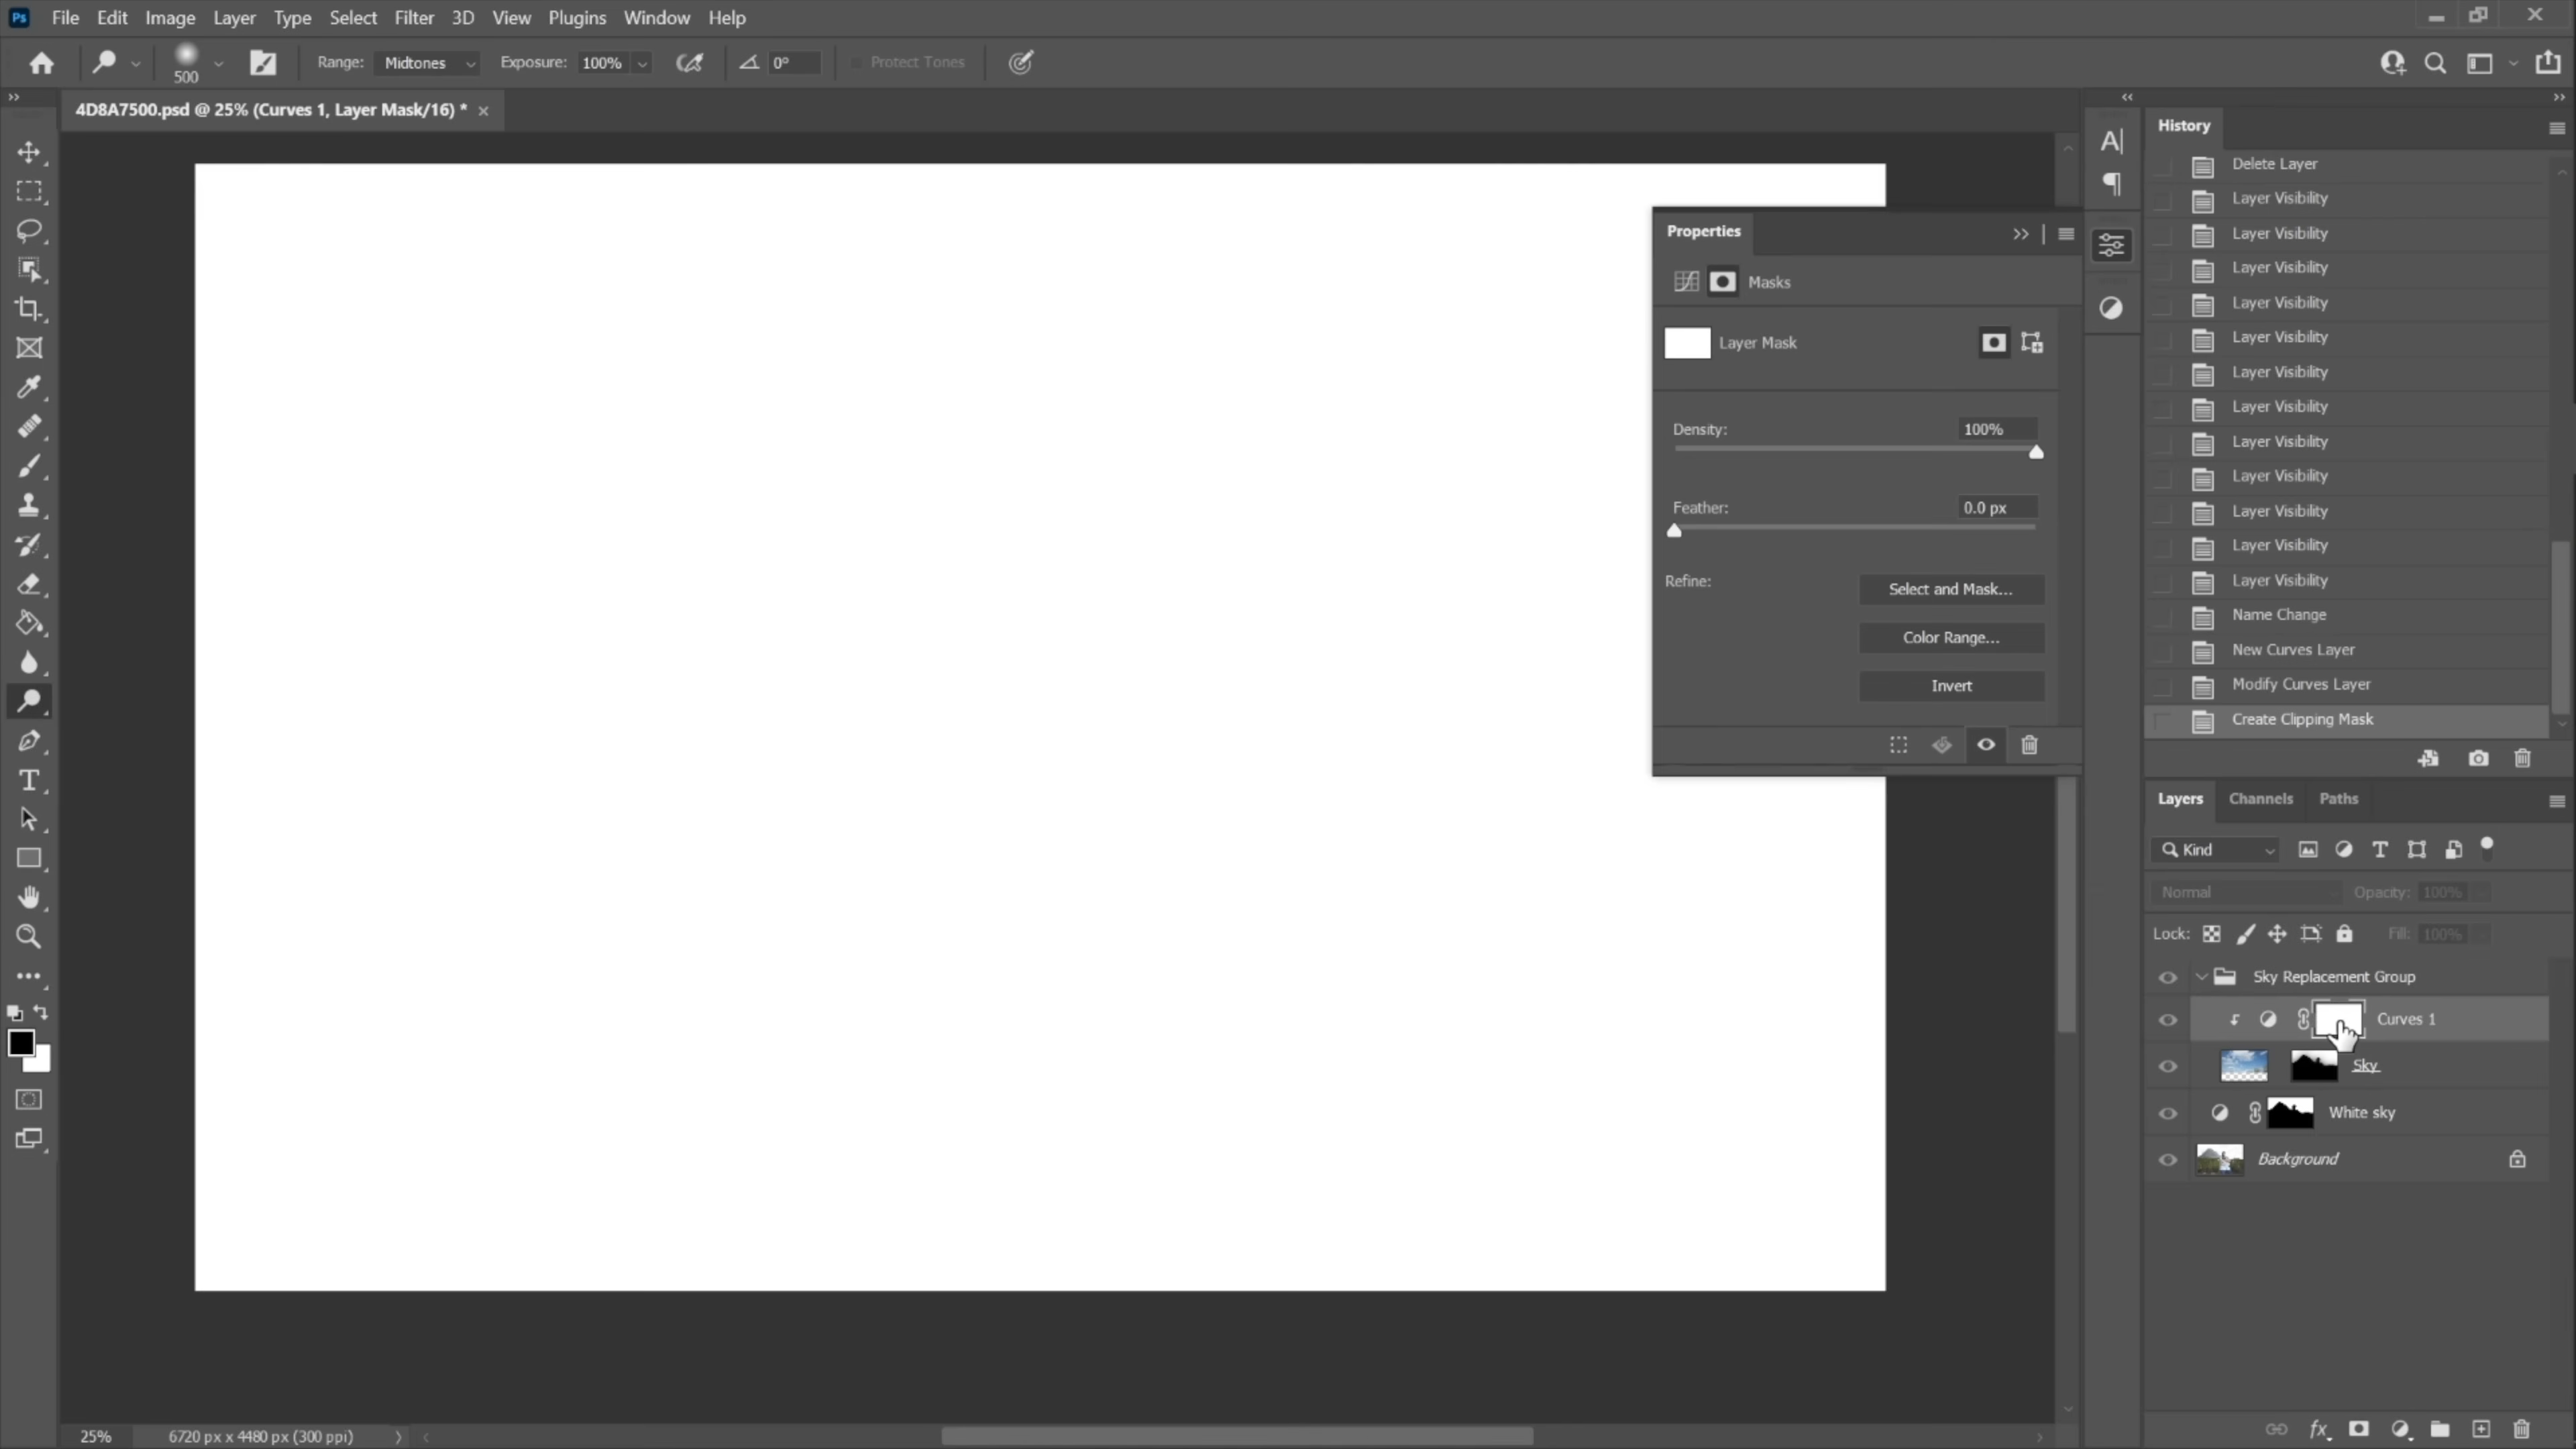 Ps File Edit Image Layer Type Select Filter 3D View Plugins Window Help
500 Range: Midtones Exposure: 100% 0° Protect Tones
4D8A7500.psd @ 25% (Curves 1, Layer Mask/16) *
History
Delete Layer
Layer Visibility
Layer Visibility
Layer Visibility
Layer Visibility
Layer Visibility
Layer Visibility
Layer Visibility
Layer Visibility
Layer Visibility
Layer Visibility
Layer Visibility
Layer Visibility
Name Change
New Curves Layer
Modify Curves Layer
Create Clipping Mask
Properties
Masks
Layer Mask
Density: 100%
Feather: 0.0 px
Refine: Select and Mask...
Color Range...
Invert
Layers Channels Paths
Kind
Normal Opacity: 100%
Lock: Fill: 100%
Sky Replacement Group
Curves 1
Sky
White sky
Background
fx
25% 6720 px x 4480 px (300 ppi)